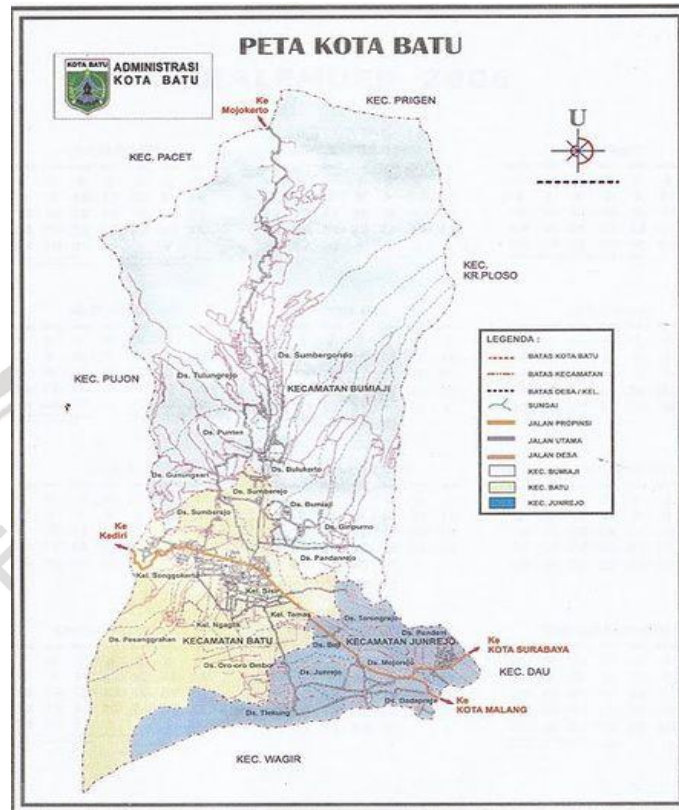 PETA KOTA BATU
KOTA BATU
ADMINISTRASI
KOTA BATU
Ke
Mojokerto
KEC. PRIGEN
U
KEC. PACET
KEC.
KR.PLOSO
KEC. PUJON
Ds. Sumbergondo
Ds. Tulungrejo
KECAMATAN BUMIAJI
Ds. Punten
Ds. Gunungsari
Ds. Bulukerto
Ds. Sumberejo
Ds. Sumberejo
Ds. Bumiaji
Ds. Giripurno
Ds. Pandanrejo
Ke
Kediri
Kel. Songgokerto
Kel. Sisir
Kel. Ngaglik
Kel. Temas
Ds. Torongrejo
Ds. Pesanggrahan
KECAMATAN BATU
Ds. Beji
KECAMATAN JUNREJO
Ds. Pendem
Ke
KOTA SURABAYA
Ds. Oro-oro Ombo
Ds. Junrejo
Ds. Mojorejo
KEC. DAU
Ds. Tlekung
Ds. Dadaprejo
Ke
KOTA MALANG
KEC. WAGIR
LEGENDA :
BATAS KOTA BATU
BATAS KECAMATAN
BATAS DESA / KEL.
SUNGAI
JALAN PROPINSI
JALAN UTAMA
JALAN DESA
KEC. BUMIAJI
KEC. BATU
KEC. JUNREJO